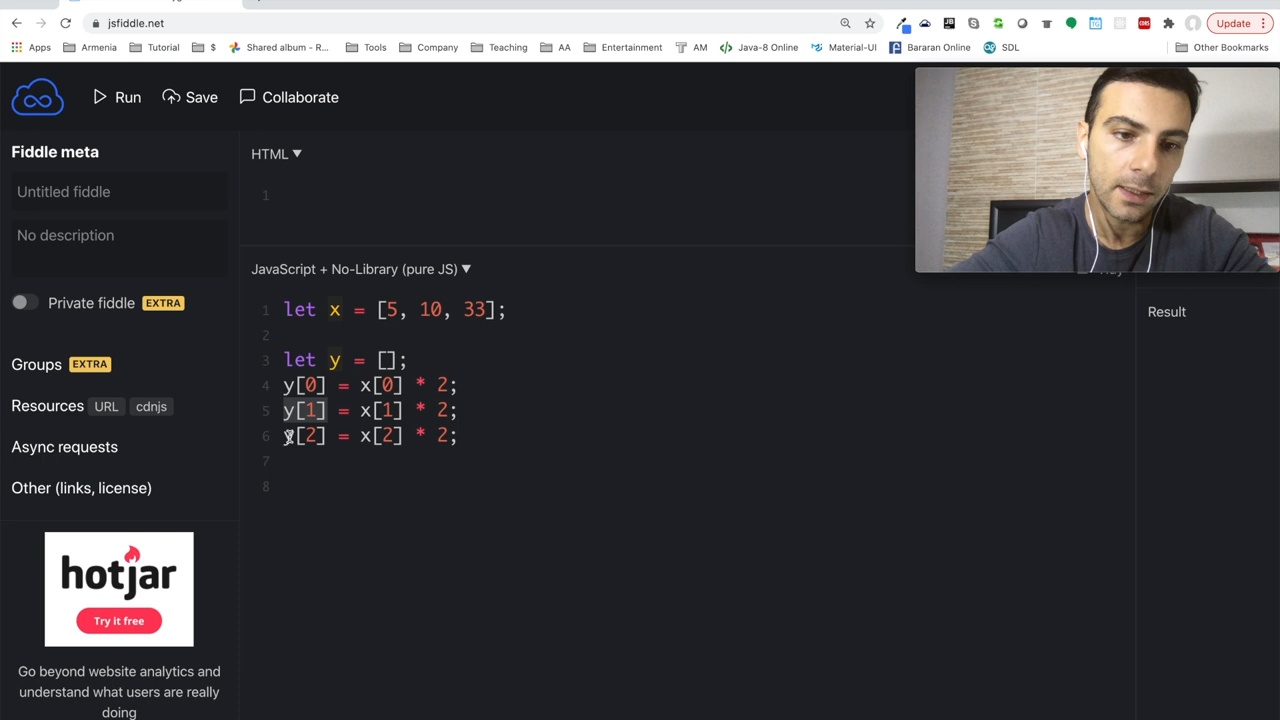 jsfiddle.net
Update
Apps
Armenia
Tutorial
$
Shared album - R...
Tools
Company
Teaching
AA
Entertainment
AM
Java-8 Online
Material-UI
Bararan Online
SDL
Other Bookmarks
Run
Save
Collaborate
Fiddle meta
Untitled fiddle
No description
Private fiddle EXTRA
Groups EXTRA
Resources URL cdnjs
Async requests
Other (links, license)
hotjar
Try it free
Go beyond website analytics and
understand what users are really
doing
HTML ▼
1
JavaScript + No-Library (pure JS) ▼
1 let x = [5, 10, 33];
2
3 let y = [];
4 y[0] = x[0] * 2;
5 y[1] = x[1] * 2;
6 y[2] = x[2] * 2;
7
8
Result